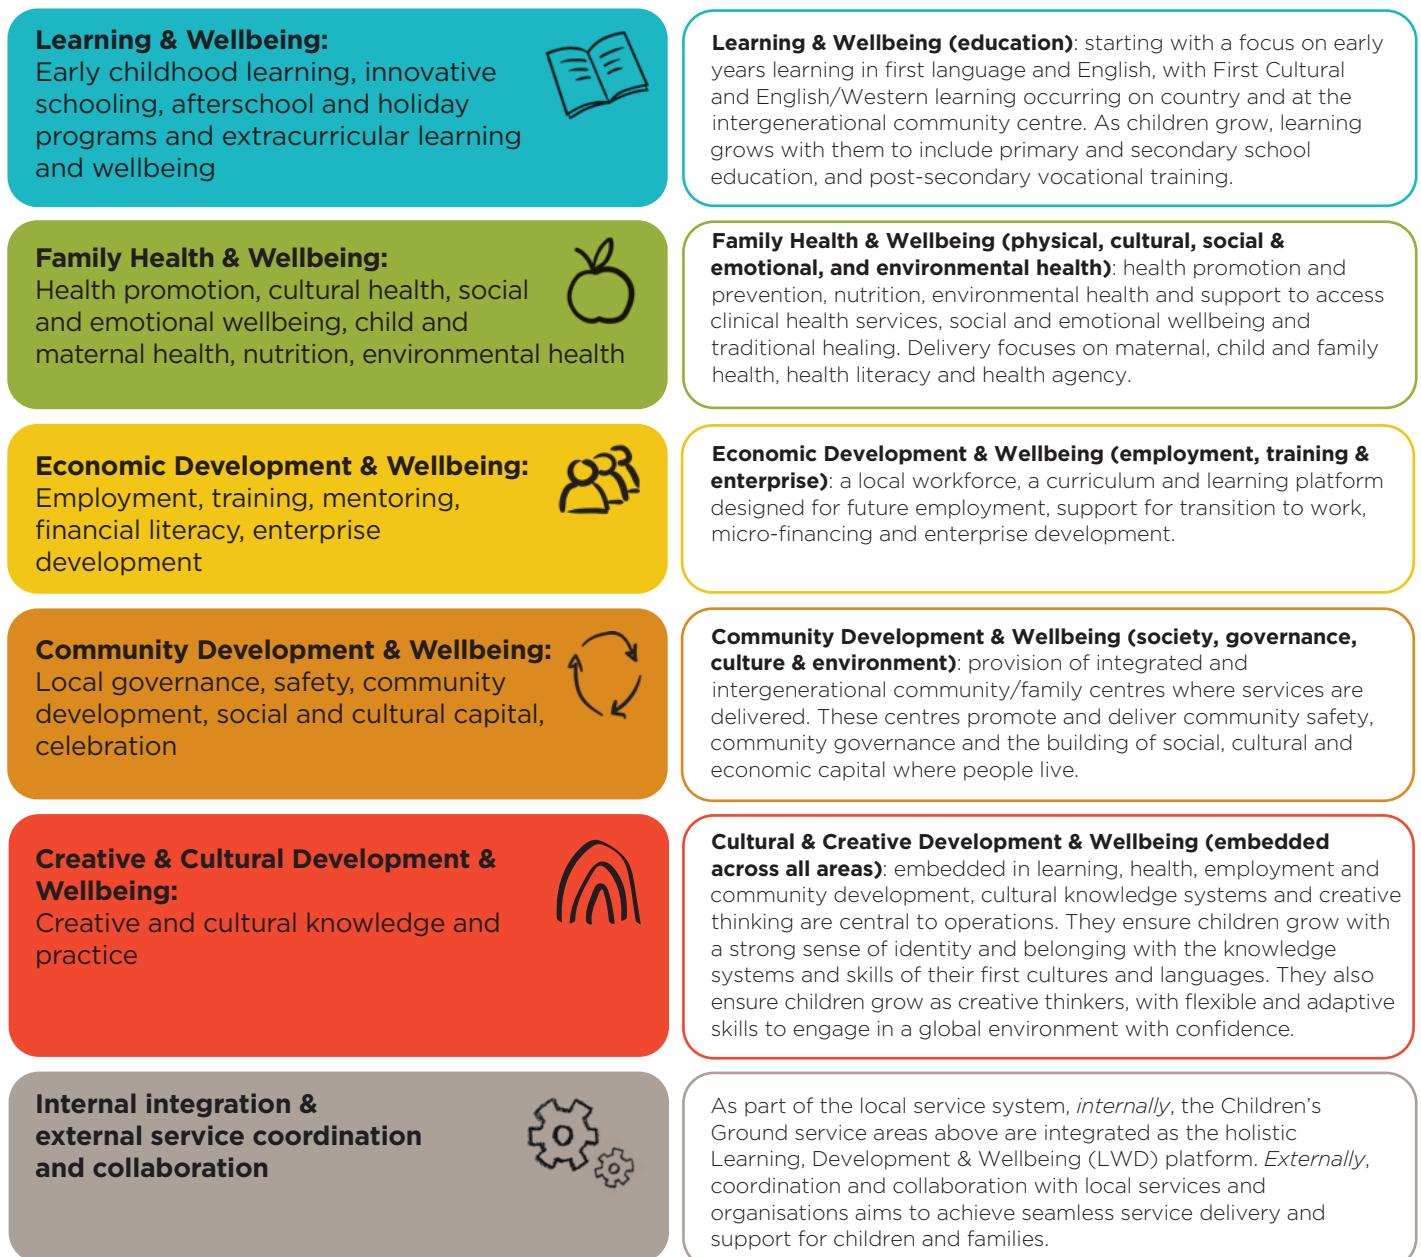 Learning & Wellbeing:
Early childhood learning, innovative
schooling, afterschool and holiday
programs and extracurricular learning
and wellbeing
Learning & Wellbeing (education): starting with a focus on early
years learning in first language and English, with First Cultural
and English/Western learning occurring on country and at the
intergenerational community centre. As children grow, learning
grows with them to include primary and secondary school
education, and post-secondary vocational training.
Family Health & Wellbeing:
Health promotion, cultural health, social
and emotional wellbeing, child and
maternal health, nutrition, environmental health
Family Health & Wellbeing (physical, cultural, social &
emotional, and environmental health): health promotion and
prevention, nutrition, environmental health and support to access
clinical health services, social and emotional wellbeing and
traditional healing. Delivery focuses on maternal, child and family
health, health literacy and health agency.
Economic Development & Wellbeing:
Employment, training, mentoring,
financial literacy, enterprise
development
Economic Development & Wellbeing (employment, training &
enterprise): a local workforce, a curriculum and learning platform
designed for future employment, support for transition to work,
micro-financing and enterprise development.
Community Development & Wellbeing:
Local governance, safety, community
development, social and cultural capital,
celebration
Community Development & Wellbeing (society, governance,
culture & environment): provision of integrated and
intergenerational community/family centres where services are
delivered. These centres promote and deliver community safety,
community governance and the building of social, cultural and
economic capital where people live.
Creative & Cultural Development &
Wellbeing:
Creative and cultural knowledge and
practice
Cultural & Creative Development & Wellbeing (embedded
across all areas): embedded in learning, health, employment and
community development, cultural knowledge systems and creative
thinking are central to operations. They ensure children grow with
a strong sense of identity and belonging with the knowledge
systems and skills of their first cultures and languages. They also
ensure children grow as creative thinkers, with flexible and adaptive
skills to engage in a global environment with confidence.
Internal integration &
external service coordination
and collaboration
As part of the local service system, internally, the Children’s
Ground service areas above are integrated as the holistic
Learning, Development & Wellbeing (LWD) platform. Externally,
coordination and collaboration with local services and
organisations aims to achieve seamless service delivery and
support for children and families.